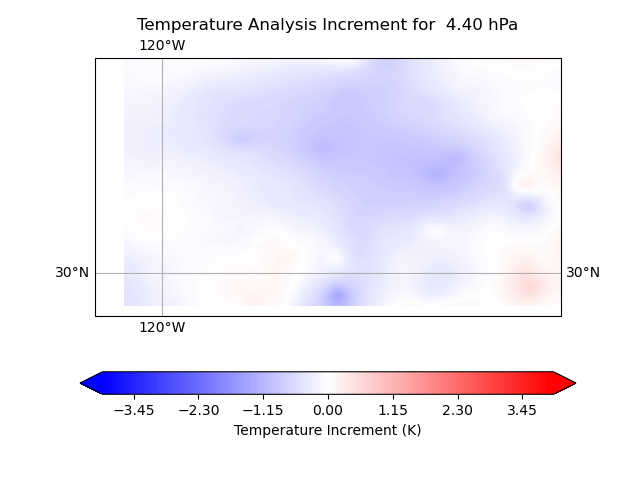 Temperature Analysis Increment for  4.40 hPa
120°W
30°N
30°N
120°W
−3.45 −2.30 −1.15 0.00 1.15 2.30 3.45
Temperature Increment (K)